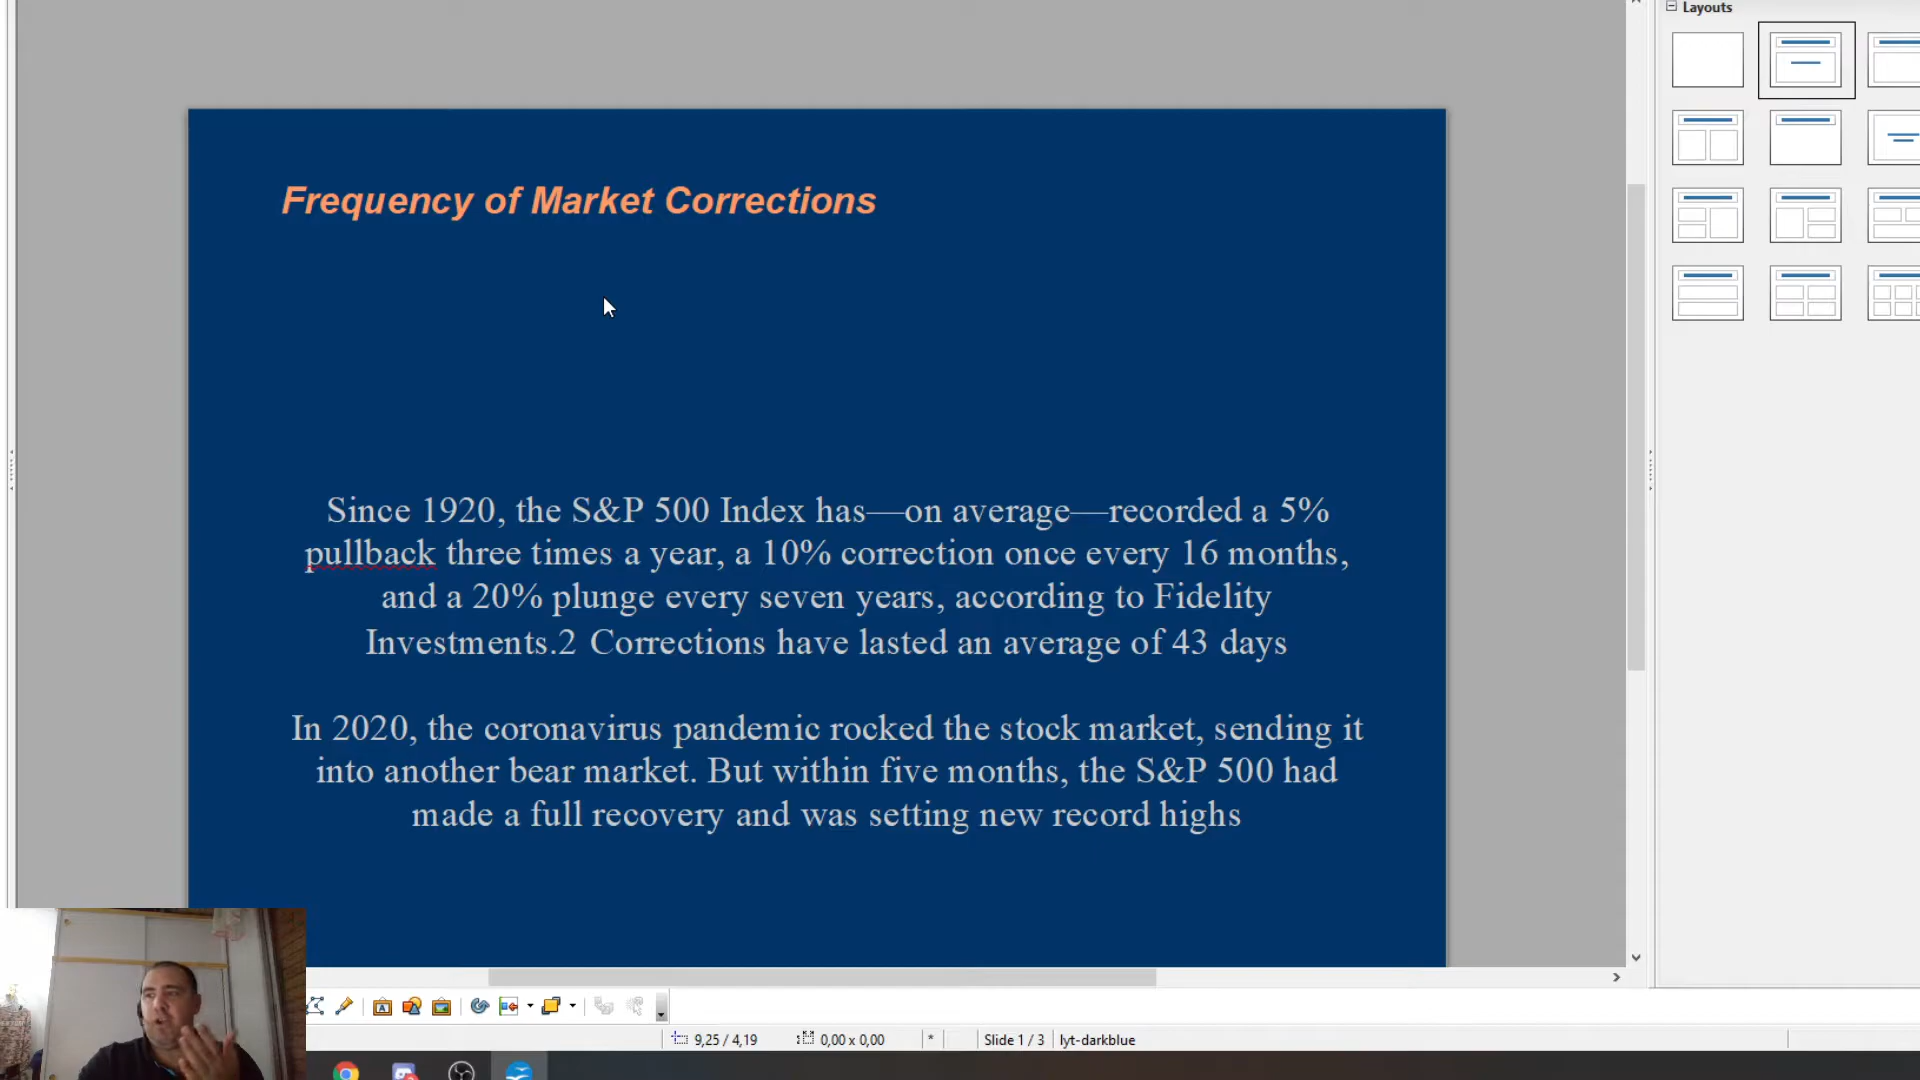 Layouts
Frequency of Market Corrections
Since 1920, the S&P 500 Index has—on average—recorded a 5%
pullback three times a year, a 10% correction once every 16 months,
and a 20% plunge every seven years, according to Fidelity
Investments.2 Corrections have lasted an average of 43 days
In 2020, the coronavirus pandemic rocked the stock market, sending it
into another bear market. But within five months, the S&P 500 had
made a full recovery and was setting new record highs
9,25 / 4,19 0,00 x 0,00 * Slide 1 / 3 lyt-darkblue